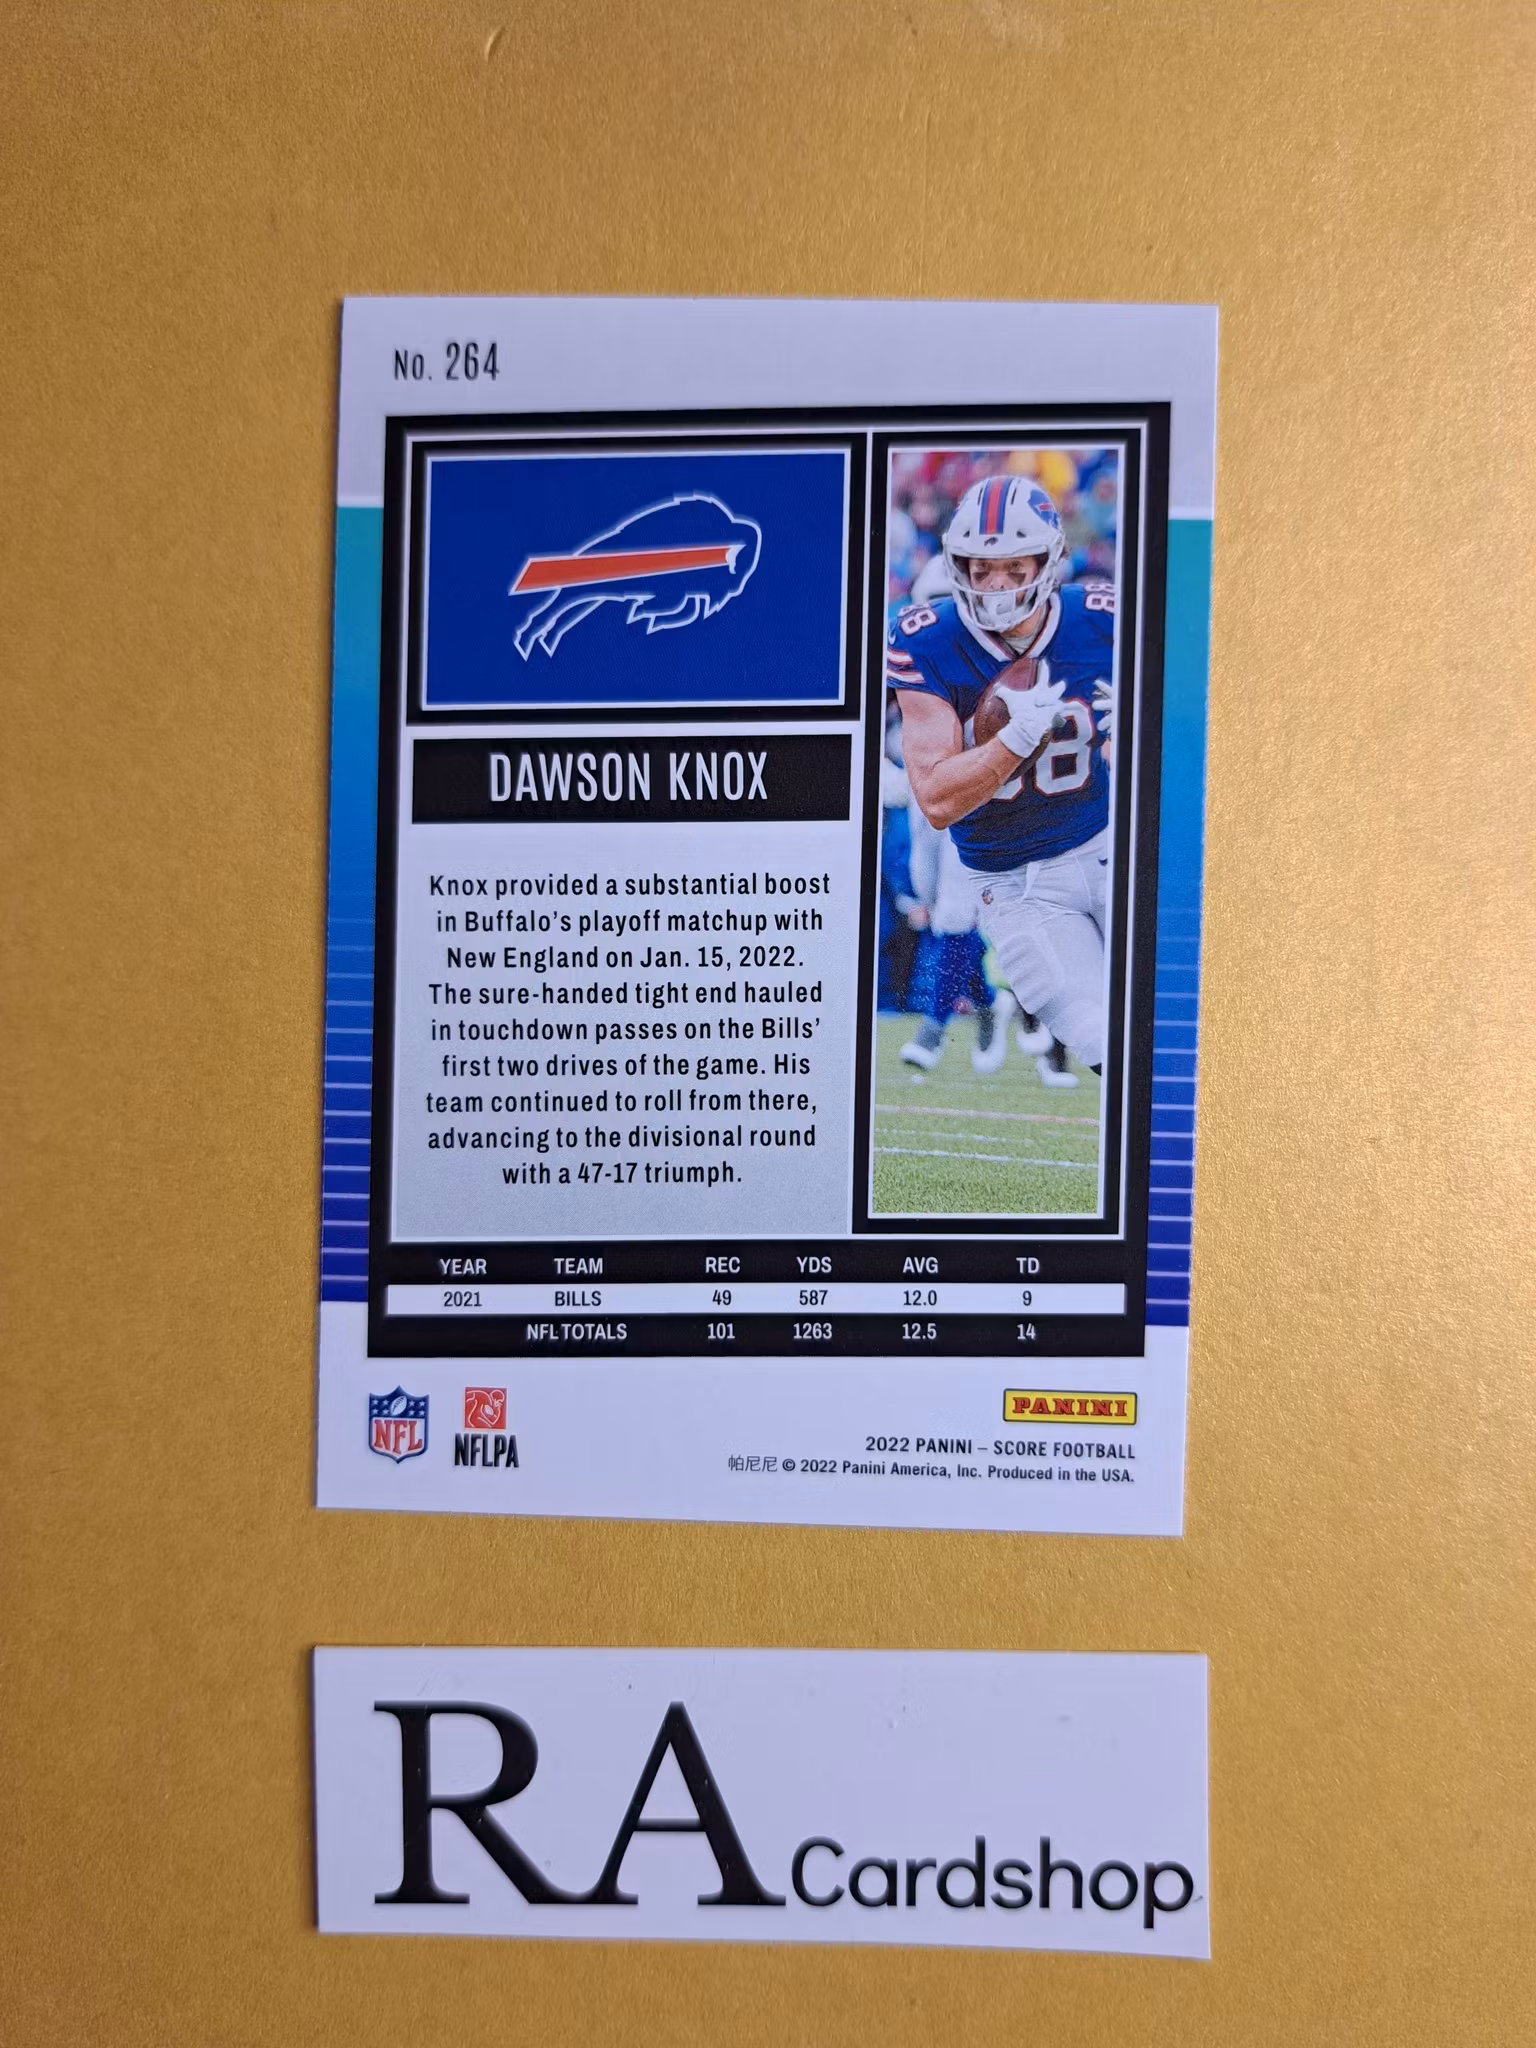 No. 264
88
88
88
DAWSON KNOX
Knox provided a substantial boost
in Buffalo's playoff matchup with
New England on Jan. 15, 2022.
The sure-handed tight end hauled
in touchdown passes on the Bills'
first two drives of the game. His
team continued to roll from there,
advancing to the divisional round
with a 47-17 triumph.
YEAR TEAM REC YDS AVG TD
2021 BILLS 49 587 12.0 9
NFL TOTALS 101 1263 12.5 14
NFL
NFLPA
PANINI
2022 PANINI – SCORE FOOTBALL
帕尼尼 © 2022 Panini America, Inc. Produced in the USA.
RA Cardshop